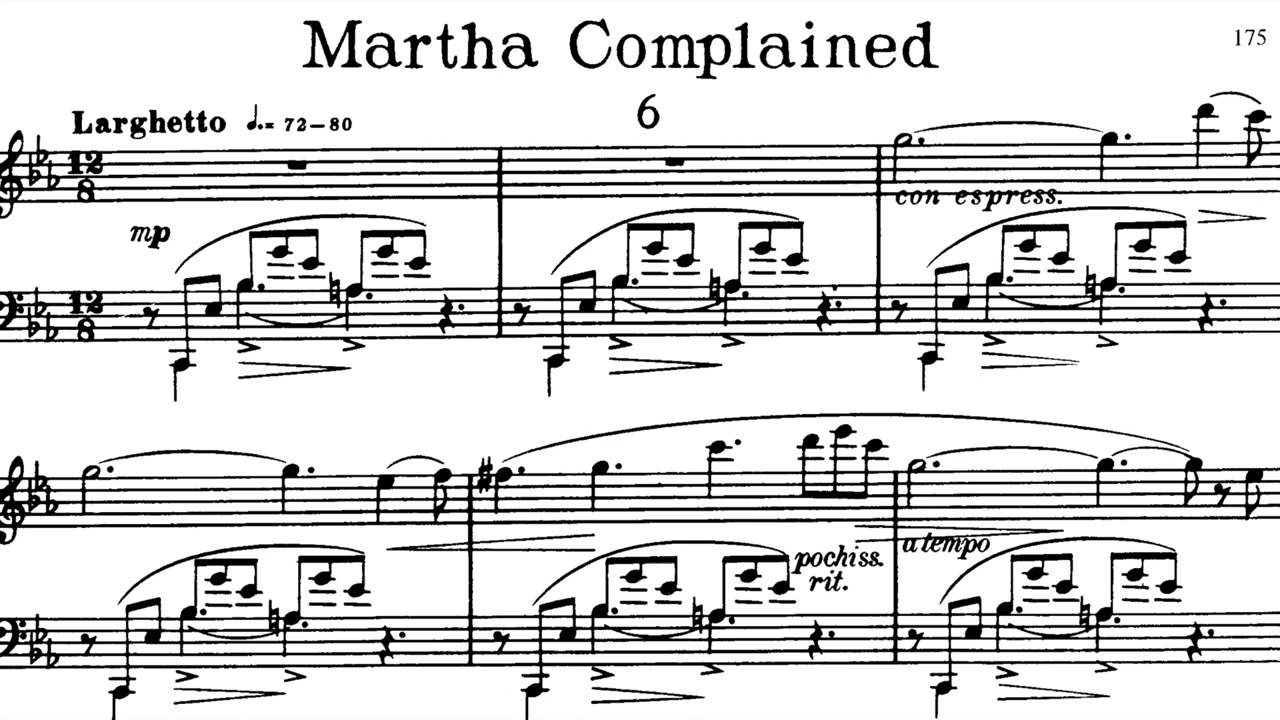 Martha Complained
175
6
Larghetto ♩.= 72–80
12
8
con espress.
mp
12
8
pochiss.
rit.
a tempo